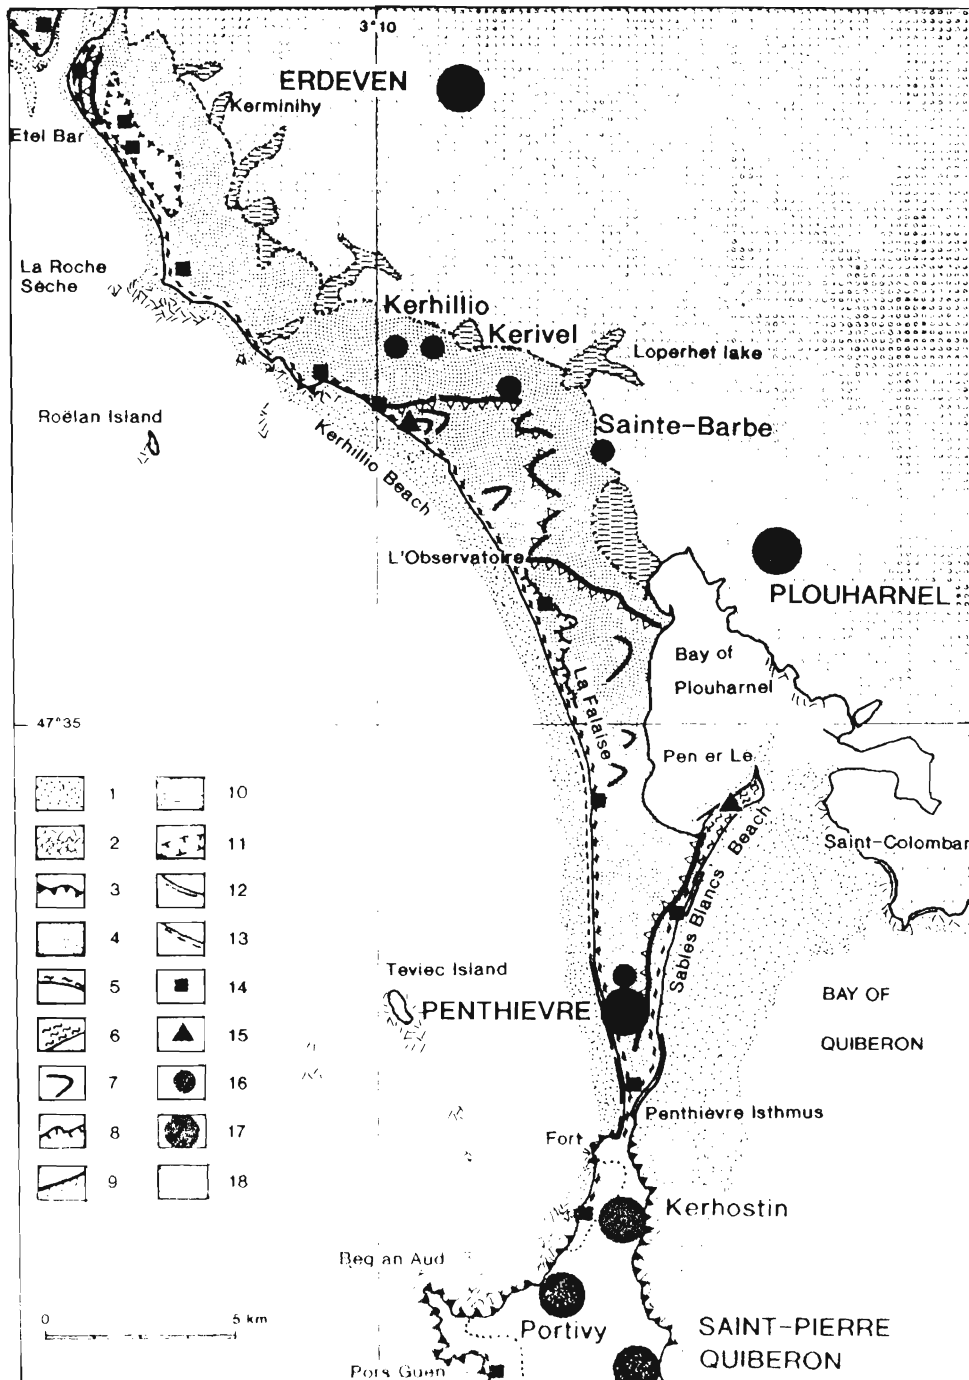 3°10
ERDEVEN
Kerminihy
Etel Bar
La Roche
Sèche
Kerhillio
Kerivel
Loperhet lake
Roëlan Island
Sainte-Barbe
Kerhillio Beach
L'Observatoire
PLOUHARNEL
Bay of
Plouharnel
La Falaise
47°35
Pen er Le
1 10
2 11
3 12
4 13
5 14
6 15
7 16
8 17
9 18
Saint-Colomban
Sables Blancs Beach
Teviec Island
PENTHIEVRE
BAY OF
QUIBERON
Penthièvre Isthmus
Fort
Kerhostin
Beg an Aud
0 5 km
Portivy
SAINT-PIERRE
QUIBERON
Pors Guen